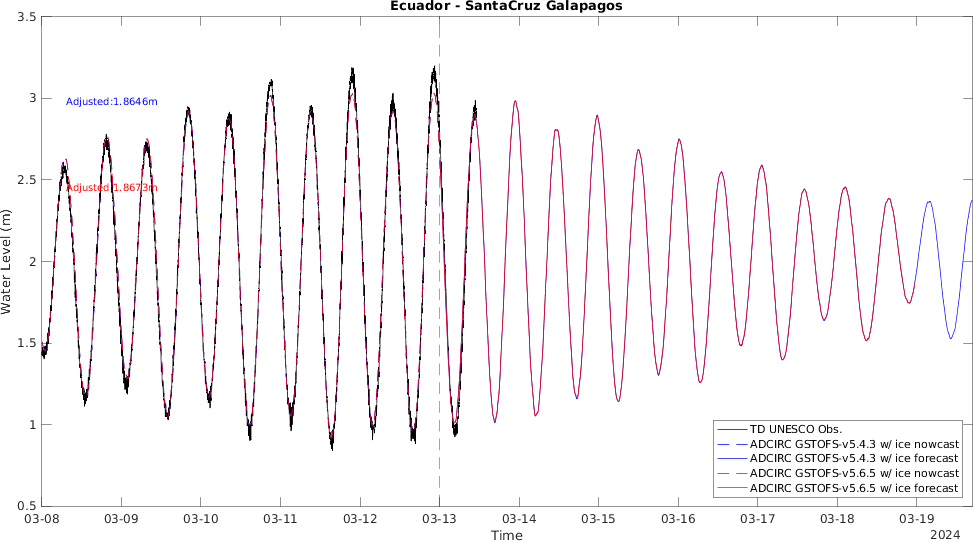 Ecuador - SantaCruz Galapagos
3.5
3
2.5
2
1.5
1
0.5
Water Level (m)
Adjusted:1.8646m
Adjusted:1.8673m
TD UNESCO Obs.
ADCIRC GSTOFS-v5.4.3 w/ ice nowcast
ADCIRC GSTOFS-v5.4.3 w/ ice forecast
ADCIRC GSTOFS-v5.6.5 w/ ice nowcast
ADCIRC GSTOFS-v5.6.5 w/ ice forecast
03-08 03-09 03-10 03-11 03-12 03-13 03-14 03-15 03-16 03-17 03-18 03-19
Time
2024